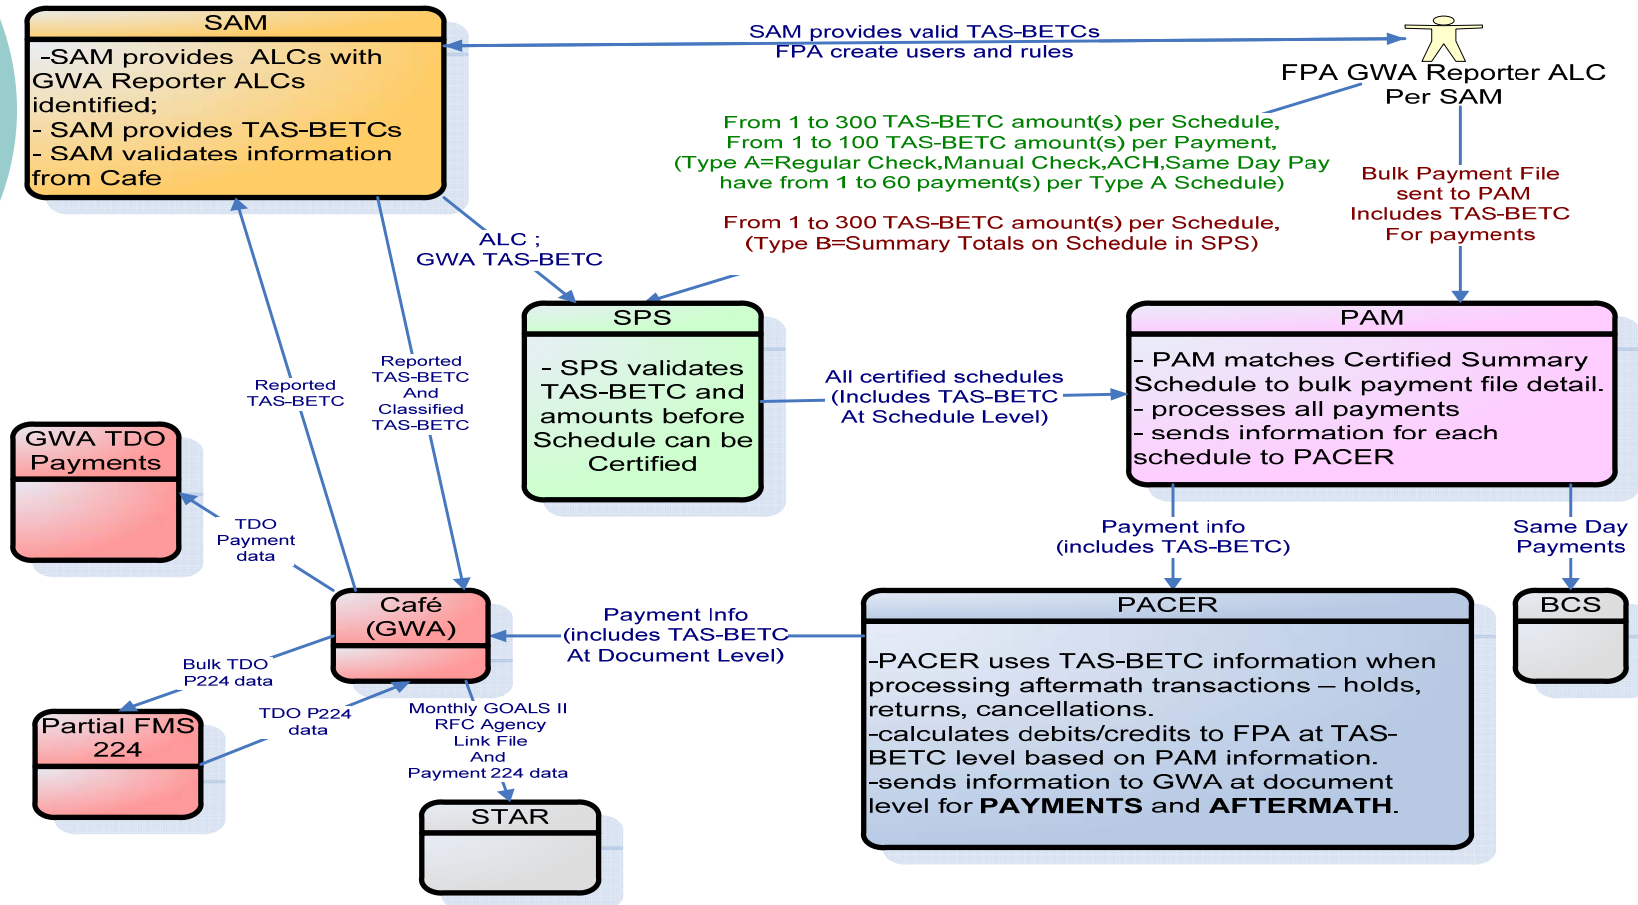 SAM
-SAM provides  ALCs with
GWA Reporter ALCs
identified;
- SAM provides TAS-BETCs
- SAM validates information
from Cafe
SAM provides valid TAS-BETCs
FPA create users and rules
FPA GWA Reporter ALC
Per SAM
From 1 to 300 TAS-BETC amount(s) per Schedule,
From 1 to 100 TAS-BETC amount(s) per Payment,
(Type A=Regular Check,Manual Check,ACH,Same Day Pay
have from 1 to 60 payment(s) per Type A Schedule)
From 1 to 300 TAS-BETC amount(s) per Schedule,
(Type B=Summary Totals on Schedule in SPS)
Bulk Payment File
sent to PAM
Includes TAS-BETC
For payments
ALC ;
GWA TAS-BETC
SPS
- SPS validates
TAS-BETC and
amounts before
Schedule can be
Certified
All certified schedules
(Includes TAS-BETC
At Schedule Level)
PAM
- PAM matches Certified Summary
Schedule to bulk payment file detail.
- processes all payments
- sends information for each
schedule to PACER
Reported
TAS-BETC
Reported
TAS-BETC
And
Classified
TAS-BETC
GWA TDO
Payments
TDO
Payment
data
Payment info
(includes TAS-BETC)
Same Day
Payments
Café
(GWA)
Payment Info
(includes TAS-BETC
At Document Level)
PACER
-PACER uses TAS-BETC information when
processing aftermath transactions – holds,
returns, cancellations.
-calculates debits/credits to FPA at TAS-
BETC level based on PAM information.
-sends information to GWA at document
level for PAYMENTS and AFTERMATH.
BCS
Bulk TDO
P224 data
TDO P224
data
Partial FMS
224
Monthly GOALS II
RFC Agency
Link File
And
Payment 224 data
STAR